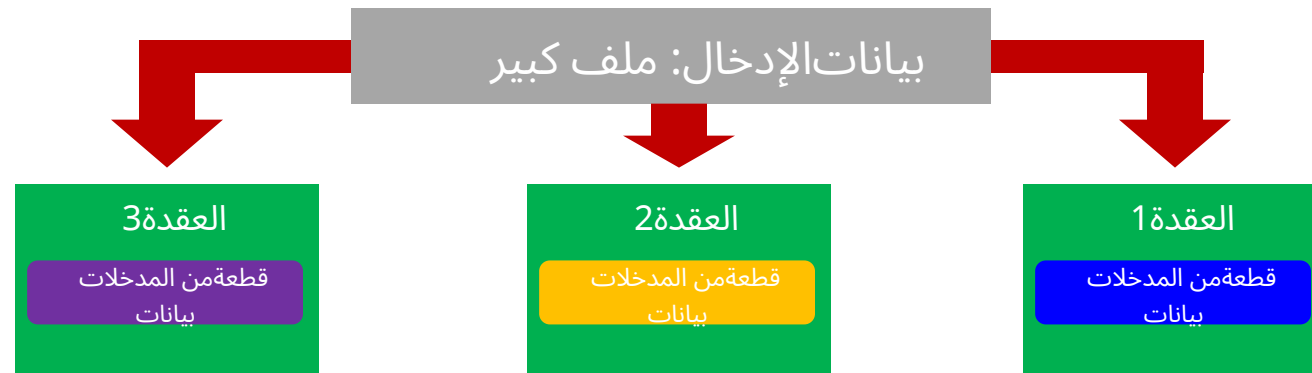 بيانات الإدخال: ملف كبير
العقدة1
قطعةمن المدخلات
بيانات
العقدة2
قطعةمن المدخلات
بيانات
العقدة3
قطعةمن المدخلات
بيانات